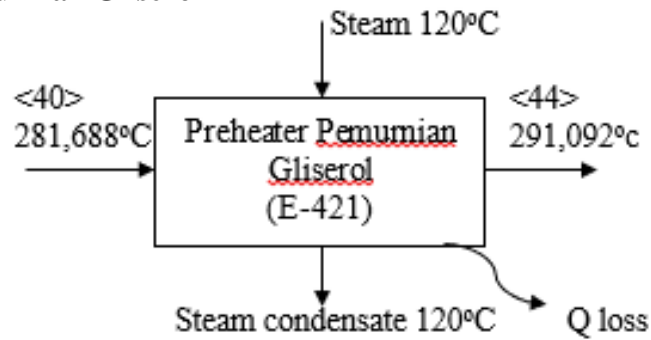 Steam 120ºC
<40>
281,688ºC
Preheater Pemurnian
Gliserol
(E-421)
<44>
291,092ºc
Steam condensate 120ºC
Q loss